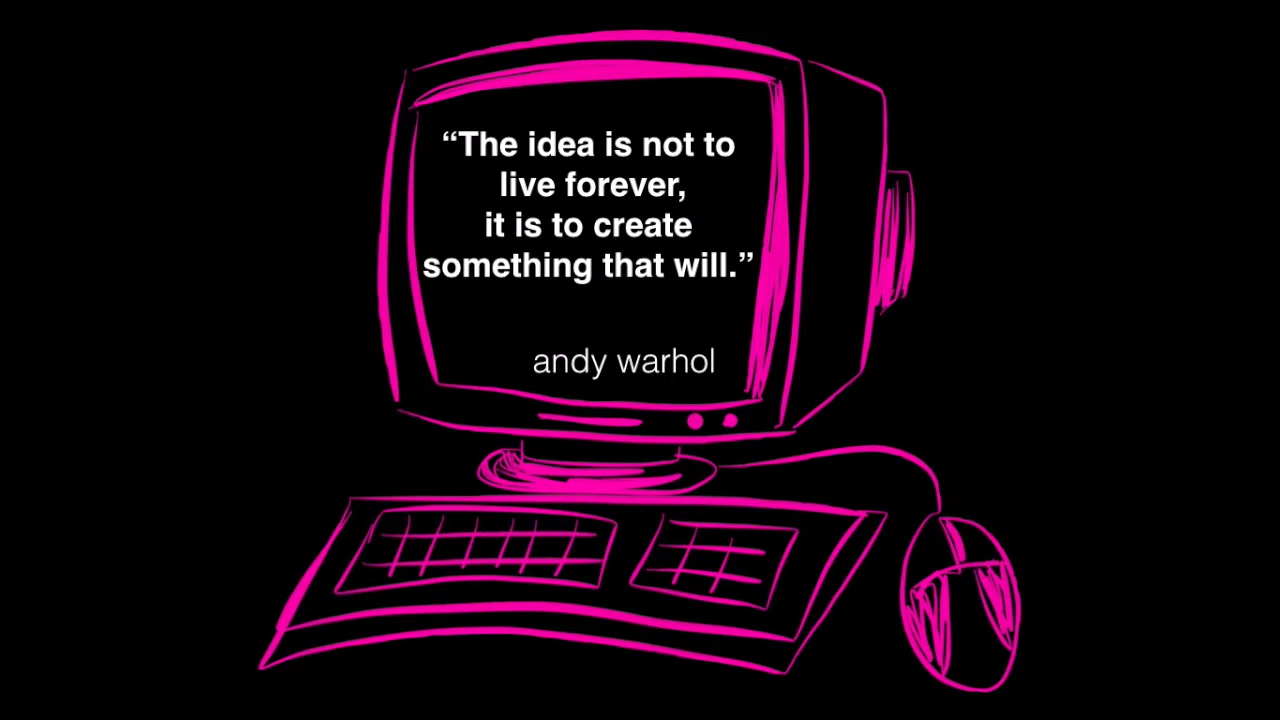 “The idea is not to
live forever,
it is to create
something that will.”
andy warhol